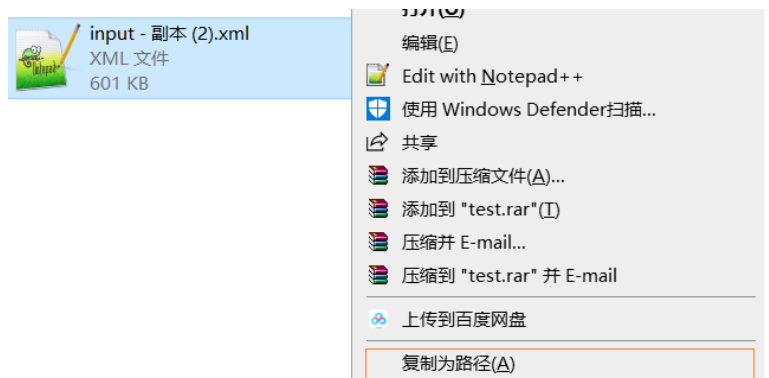 input - 副本 (2).xml
XML 文件
601 KB
打开(O)
编辑(E)
Edit with Notepad++
使用 Windows Defender扫描...
共享
添加到压缩文件(A)...
添加到 "test.rar"(T)
压缩并 E-mail...
压缩到 "test.rar" 并 E-mail
上传到百度网盘
复制为路径(A)